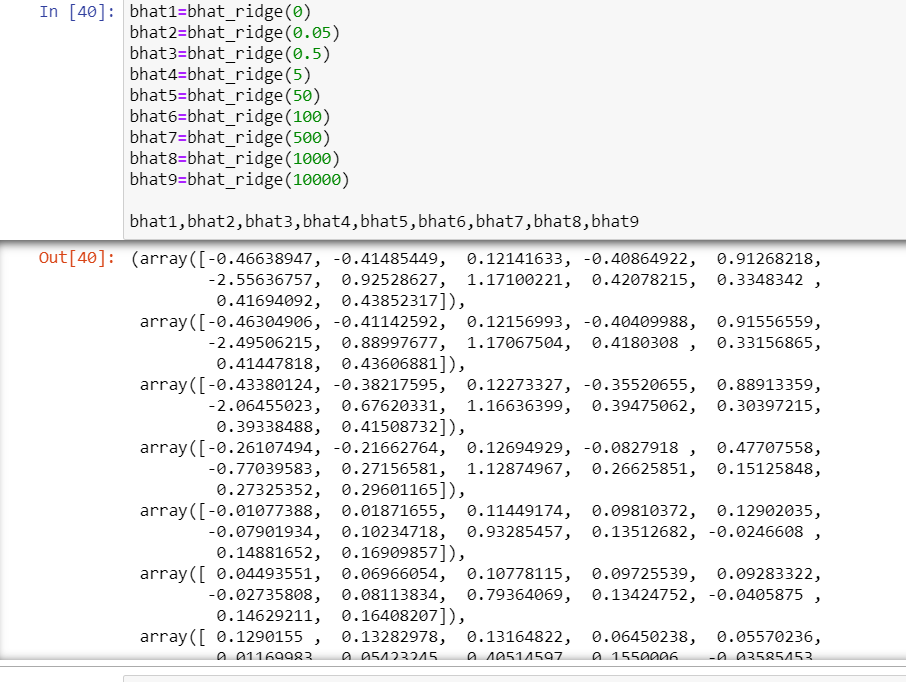 In [40]: bhat1=bhat_ridge(0)
bhat2=bhat_ridge(0.05)
bhat3=bhat_ridge(0.5)
bhat4=bhat_ridge(5)
bhat5=bhat_ridge(50)
bhat6=bhat_ridge(100)
bhat7=bhat_ridge(500)
bhat8=bhat_ridge(1000)
bhat9=bhat_ridge(10000)
bhat1,bhat2,bhat3,bhat4,bhat5,bhat6,bhat7,bhat8,bhat9
Out[40]: (array([-0.46638947, -0.41485449, 0.12141633, -0.40864922, 0.91268218,
-2.55636757, 0.92528627, 1.17100221, 0.42078215, 0.3348342 ,
0.41694092, 0.43852317]),
array([-0.46304906, -0.41142592, 0.12156993, -0.40409988, 0.91556559,
-2.49506215, 0.88997677, 1.17067504, 0.4180308 , 0.33156865,
0.41447818, 0.43606881]),
array([-0.43380124, -0.38217595, 0.12273327, -0.35520655, 0.88913359,
-2.06455023, 0.67620331, 1.16636399, 0.39475062, 0.30397215,
0.39338488, 0.41508732]),
array([-0.26107494, -0.21662764, 0.12694929, -0.0827918 , 0.47707558,
-0.77039583, 0.27156581, 1.12874967, 0.26625851, 0.15125848,
0.27325352, 0.29601165]),
array([-0.01077388, 0.01871655, 0.11449174, 0.09810372, 0.12902035,
-0.07901934, 0.10234718, 0.93285457, 0.13512682, -0.0246608 ,
0.14881652, 0.16909857]),
array([ 0.04493551, 0.06966054, 0.10778115, 0.09725539, 0.09283322,
-0.02735808, 0.08113834, 0.79364069, 0.13424752, -0.0405875 ,
0.14629211, 0.16408207]),
array([ 0.1290155 , 0.13282978, 0.13164822, 0.06450238, 0.05570236,
0.01169983, 0.05423245, 0.40514597, 0.1550006 , -0.03585453,